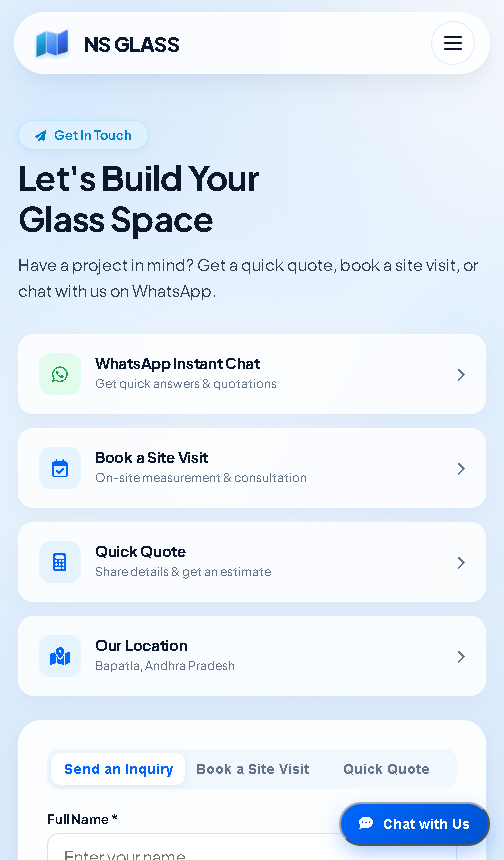 NS GLASS
Get In Touch
Let's Build Your
Glass Space
Have a project in mind? Get a quick quote, book a site visit, or
chat with us on WhatsApp.
WhatsApp Instant Chat
Get quick answers & quotations
Book a Site Visit
On-site measurement & consultation
Quick Quote
Share details & get an estimate
Our Location
Bapatla, Andhra Pradesh
Send an Inquiry Book a Site Visit Quick Quote
Full Name *
Enter your name
Chat with Us